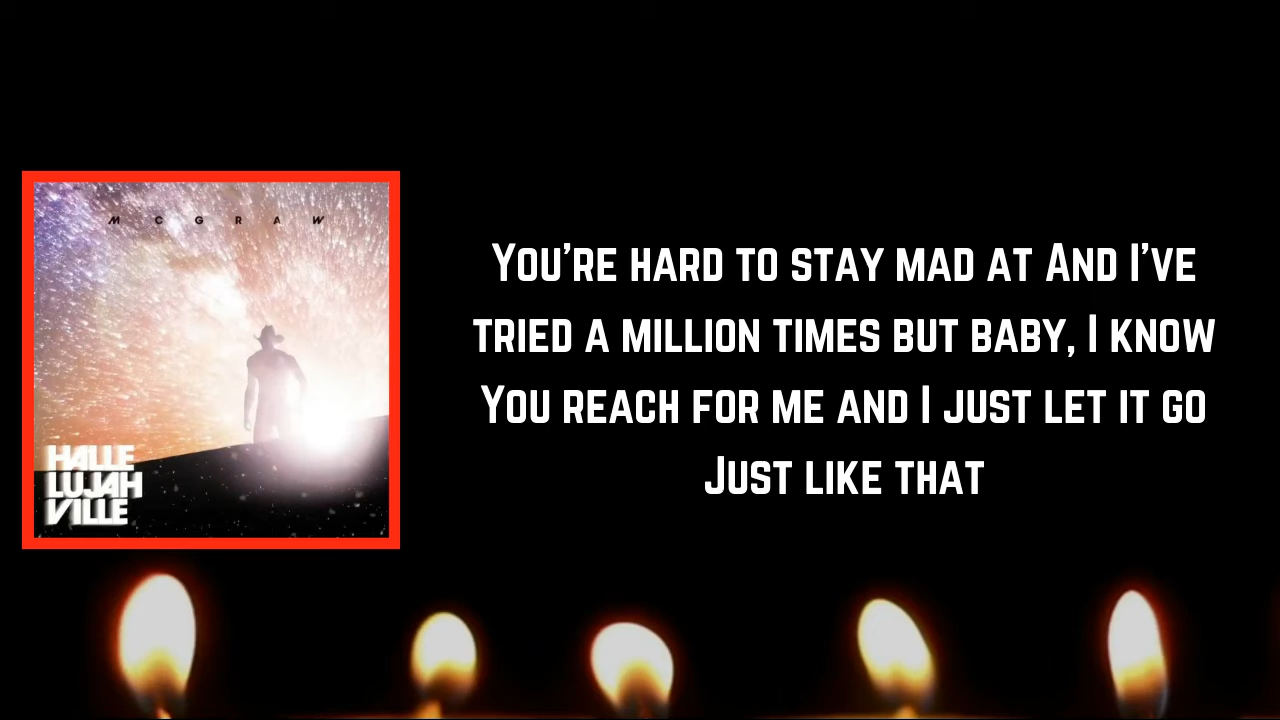 M C G R A W
HALLE
LUJAH
VILLE
You're hard to stay mad at And I've
tried a million times but baby, I know
You reach for me and I just let it go
Just like that